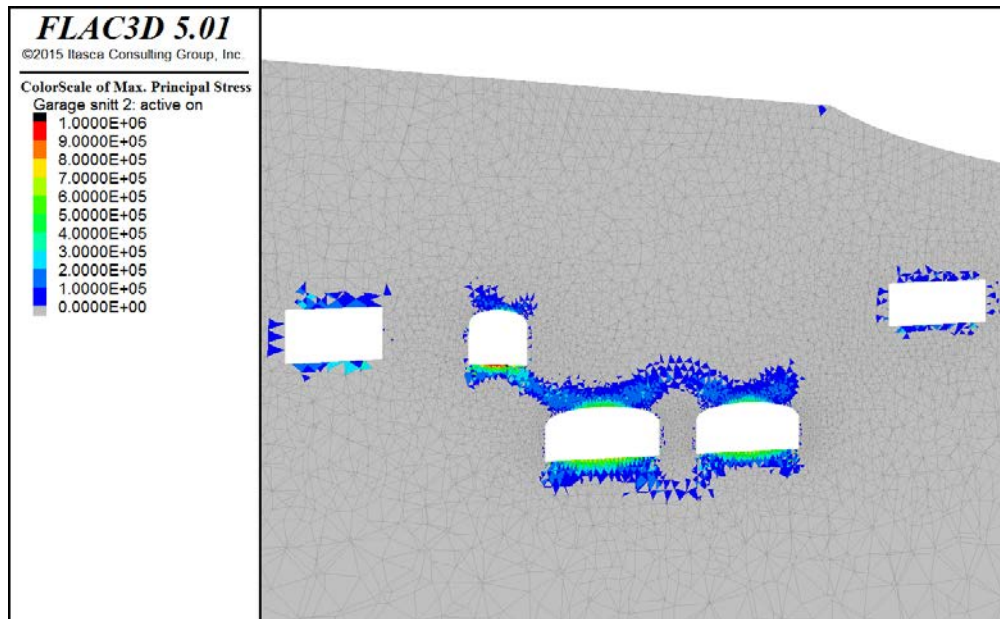 FLAC3D 5.01
©2015 Itasca Consulting Group, Inc.
ColorScale of Max. Principal Stress
Garage snitt 2: active on
1.0000E+06
9.0000E+05
8.0000E+05
7.0000E+05
6.0000E+05
5.0000E+05
4.0000E+05
3.0000E+05
2.0000E+05
1.0000E+05
0.0000E+00